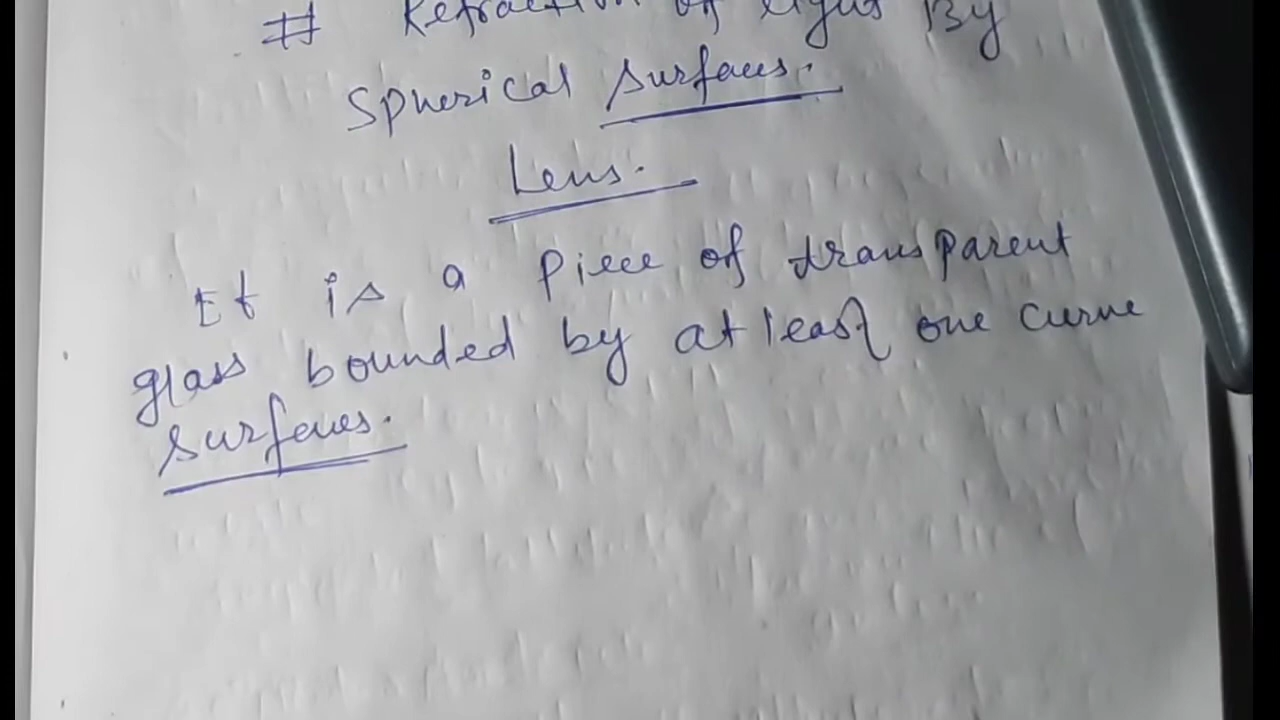 # Refraction of light By
Spherical surfaces.
Lens.
It is a piece of transparent
glass bounded by at least one curve
surfaces.